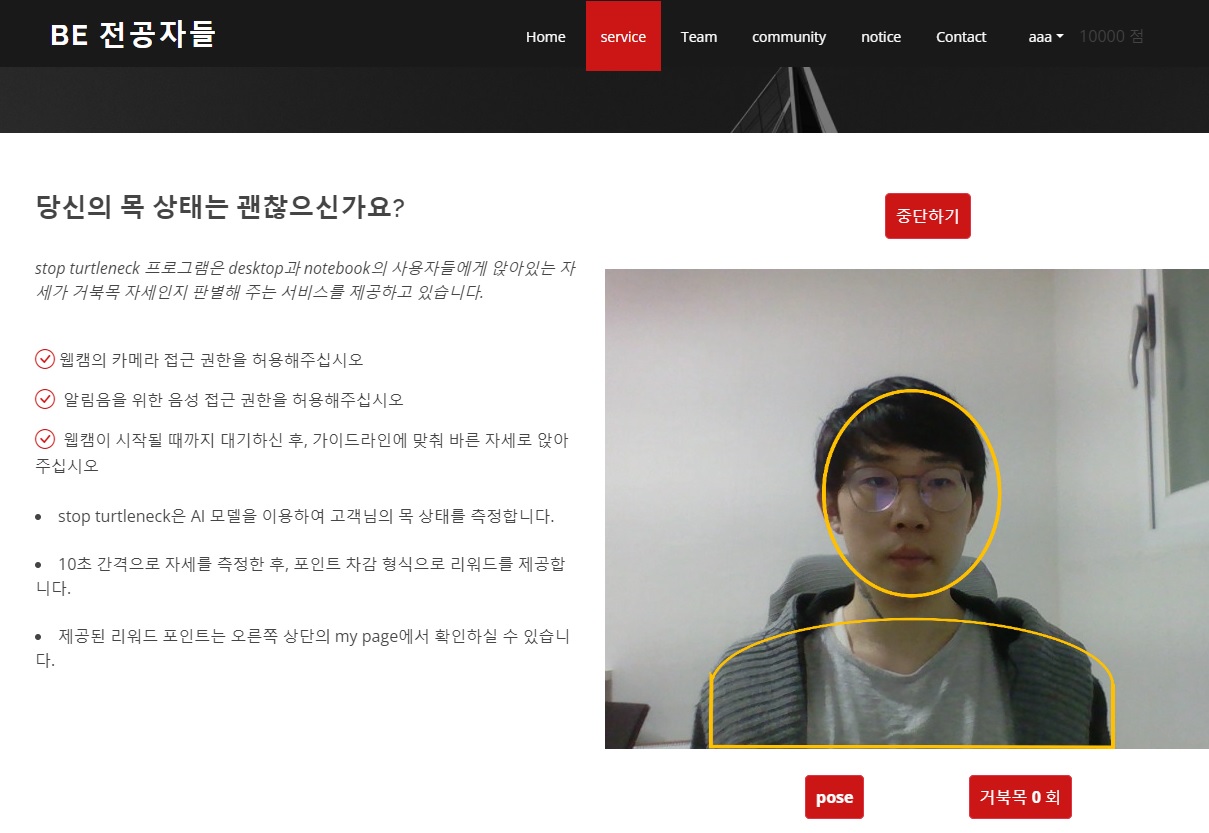 BE 전공자들
Home service Team community notice Contact aaa 10000 점
당신의 목 상태는 괜찮으신가요?
stop turtleneck 프로그램은 desktop과 notebook의 사용자들에게 앉아있는 자
세가 거북목 자세인지 판별해 주는 서비스를 제공하고 있습니다.
웹캠의 카메라 접근 권한을 허용해주십시오
알림음을 위한 음성 접근 권한을 허용해주십시오
웹캠이 시작될 때까지 대기하신 후, 가이드라인에 맞춰 바른 자세로 앉아
주십시오
• stop turtleneck은 AI 모델을 이용하여 고객님의 목 상태를 측정합니다.
• 10초 간격으로 자세를 측정한 후, 포인트 차감 형식으로 리워드를 제공합
니다.
• 제공된 리워드 포인트는 오른쪽 상단의 my page에서 확인하실 수 있습니
다.
중단하기
pose
거북목 0 회